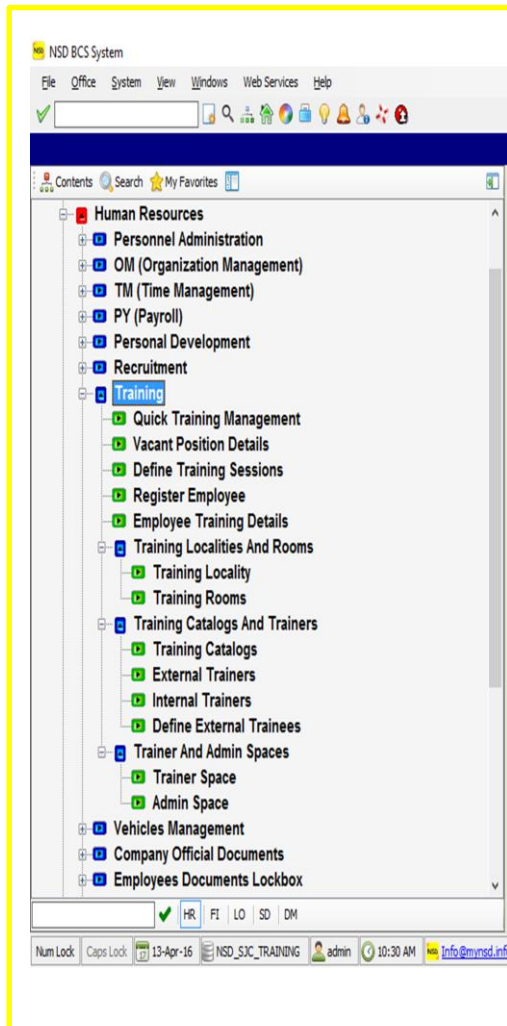 NSD BCS System
File Office System View Windows Web Services Help
Contents Search My Favorites
Human Resources
Personnel Administration
OM (Organization Management)
TM (Time Management)
PY (Payroll)
Personal Development
Recruitment
Training
Quick Training Management
Vacant Position Details
Define Training Sessions
Register Employee
Employee Training Details
Training Localities And Rooms
Training Locality
Training Rooms
Training Catalogs And Trainers
Training Catalogs
External Trainers
Internal Trainers
Define External Trainees
Trainer And Admin Spaces
Trainer Space
Admin Space
Vehicles Management
Company Official Documents
Employees Documents Lockbox
HR FI LO SD DM
Num Lock Caps Lock 13-Apr-16 NSD_SJC_TRAINING admin 10:30 AM Info@mynsd.info